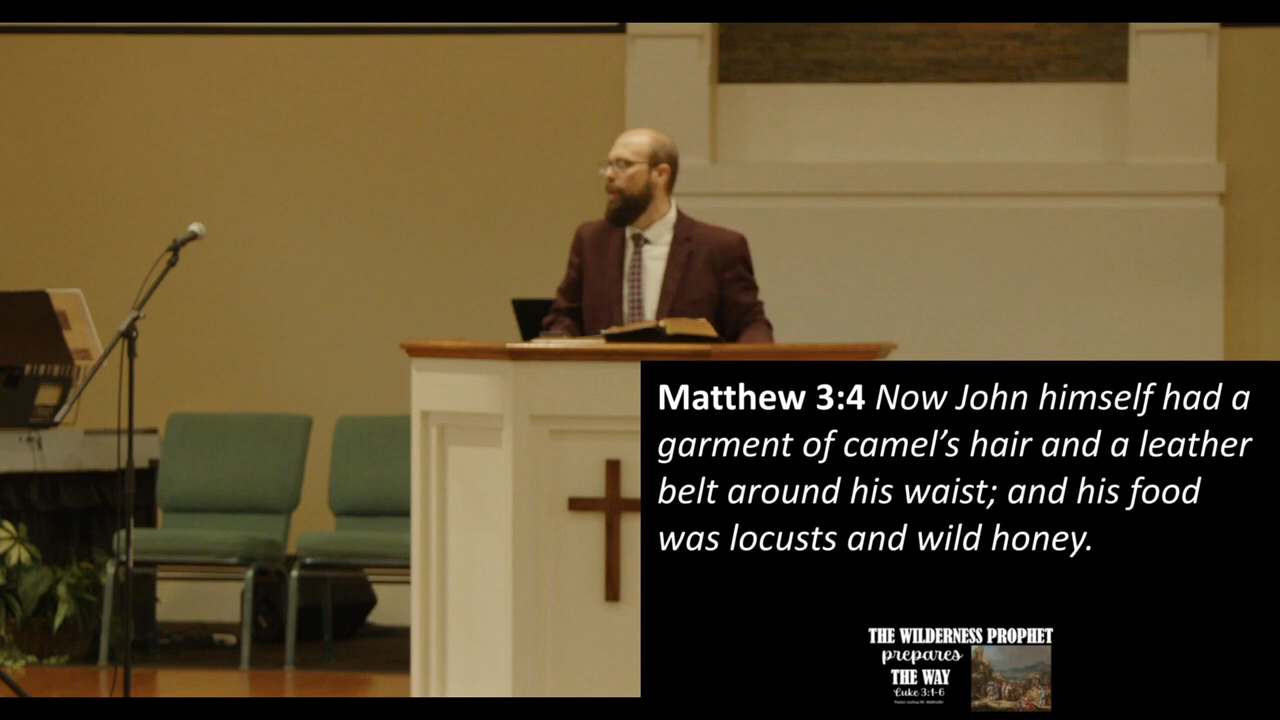 Matthew 3:4 Now John himself had a
garment of camel’s hair and a leather
belt around his waist; and his food
was locusts and wild honey.
THE WILDERNESS PROPHET
prepares
THE WAY
Luke 3:1-6